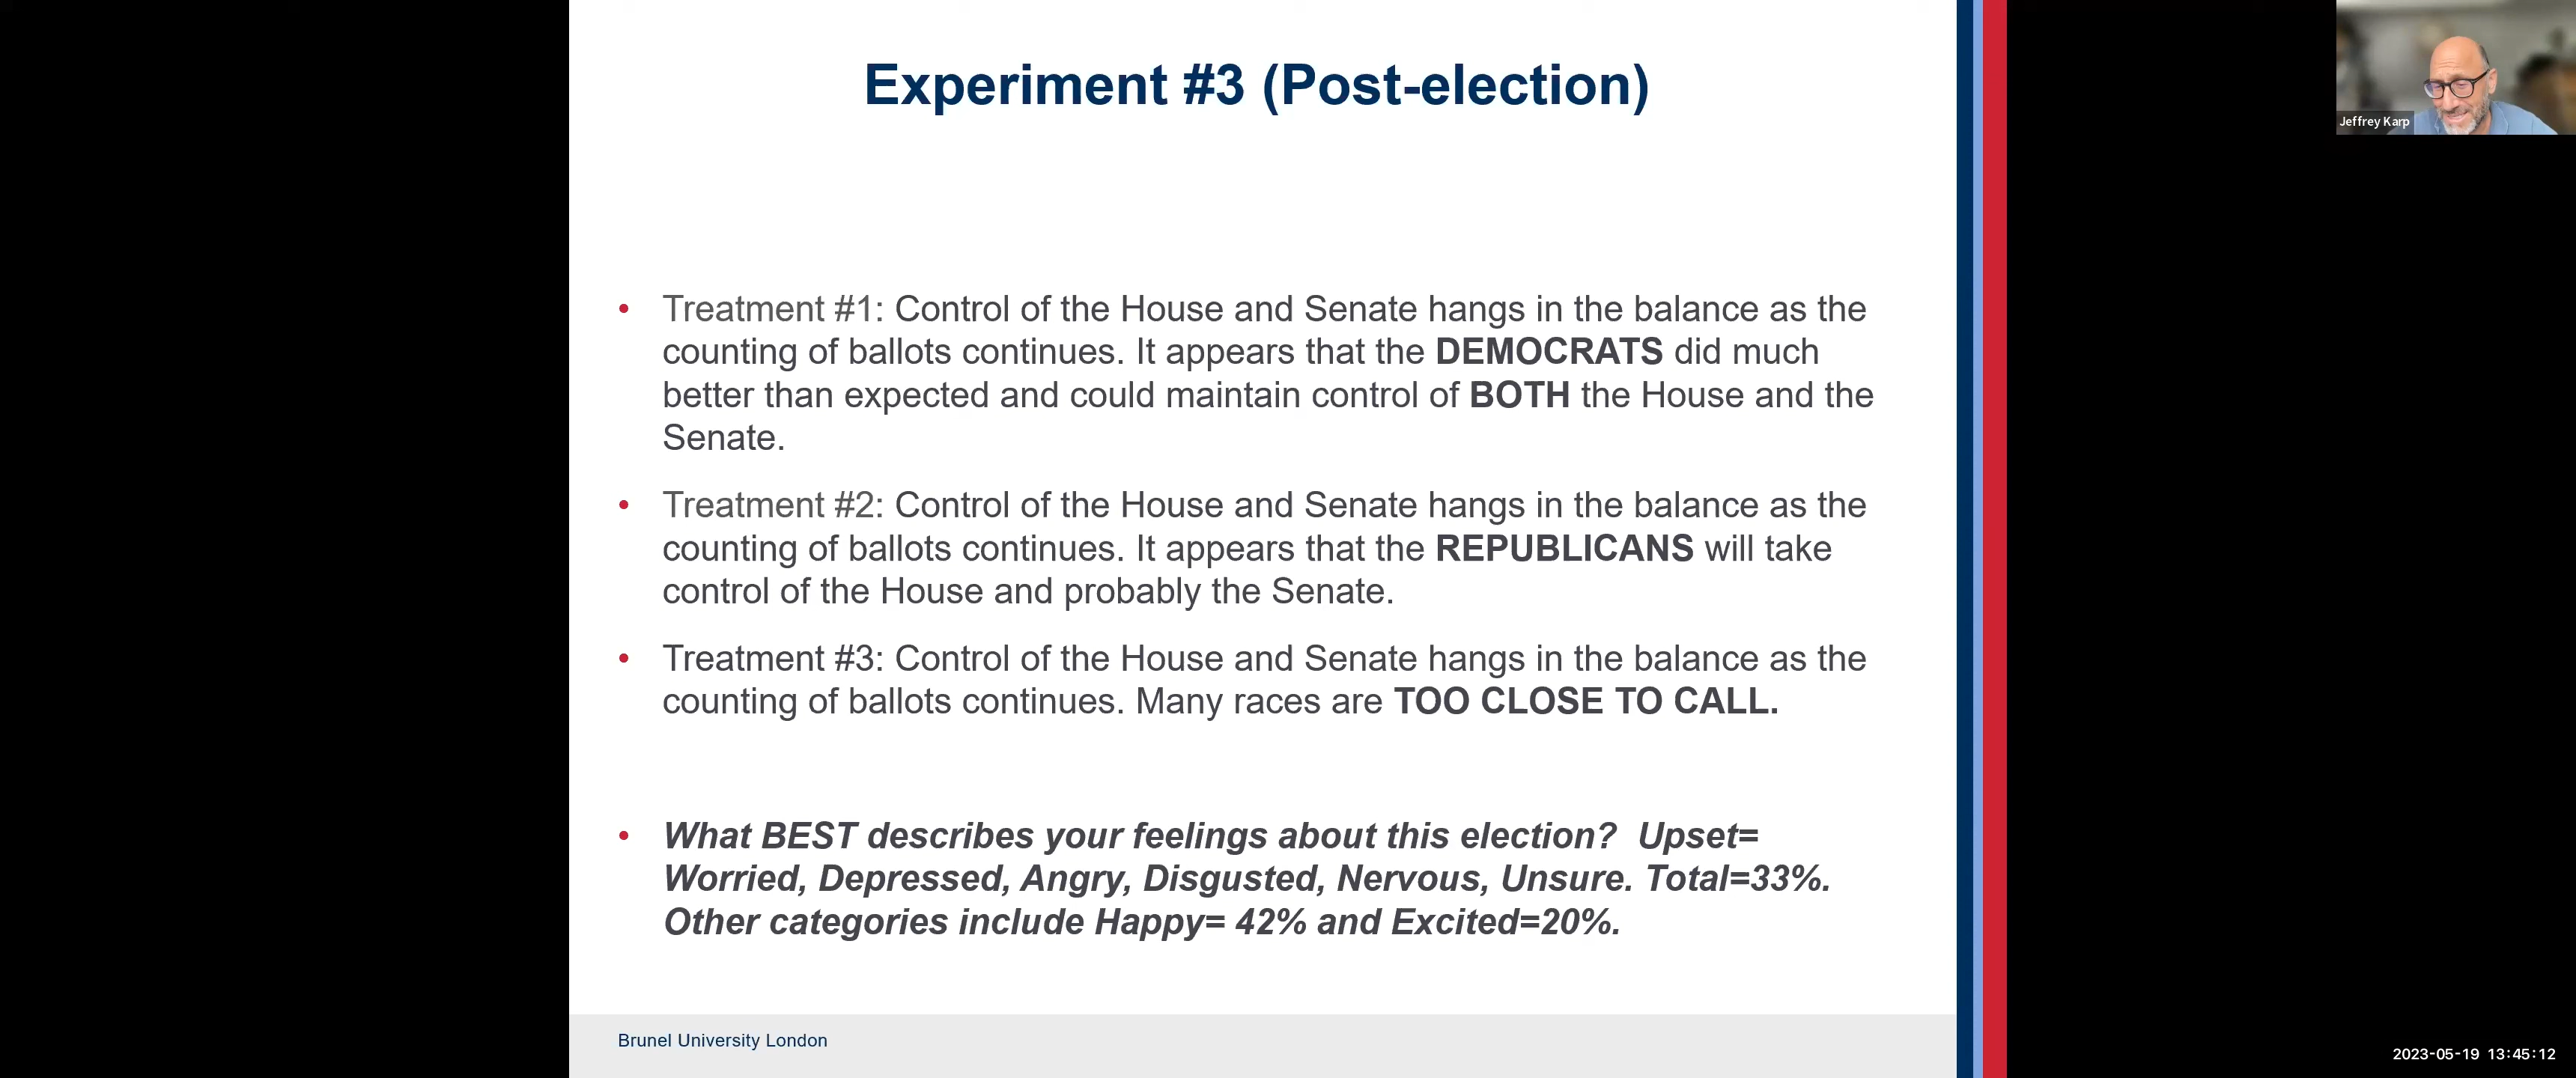 Experiment #3 (Post-election)
Jeffrey Karp
• Treatment #1: Control of the House and Senate hangs in the balance as the
counting of ballots continues. It appears that the DEMOCRATS did much
better than expected and could maintain control of BOTH the House and the
Senate.
• Treatment #2: Control of the House and Senate hangs in the balance as the
counting of ballots continues. It appears that the REPUBLICANS will take
control of the House and probably the Senate.
• Treatment #3: Control of the House and Senate hangs in the balance as the
counting of ballots continues. Many races are TOO CLOSE TO CALL.
• What BEST describes your feelings about this election?  Upset=
Worried, Depressed, Angry, Disgusted, Nervous, Unsure. Total=33%.
Other categories include Happy= 42% and Excited=20%.
Brunel University London
2023-05-19 13:45:12